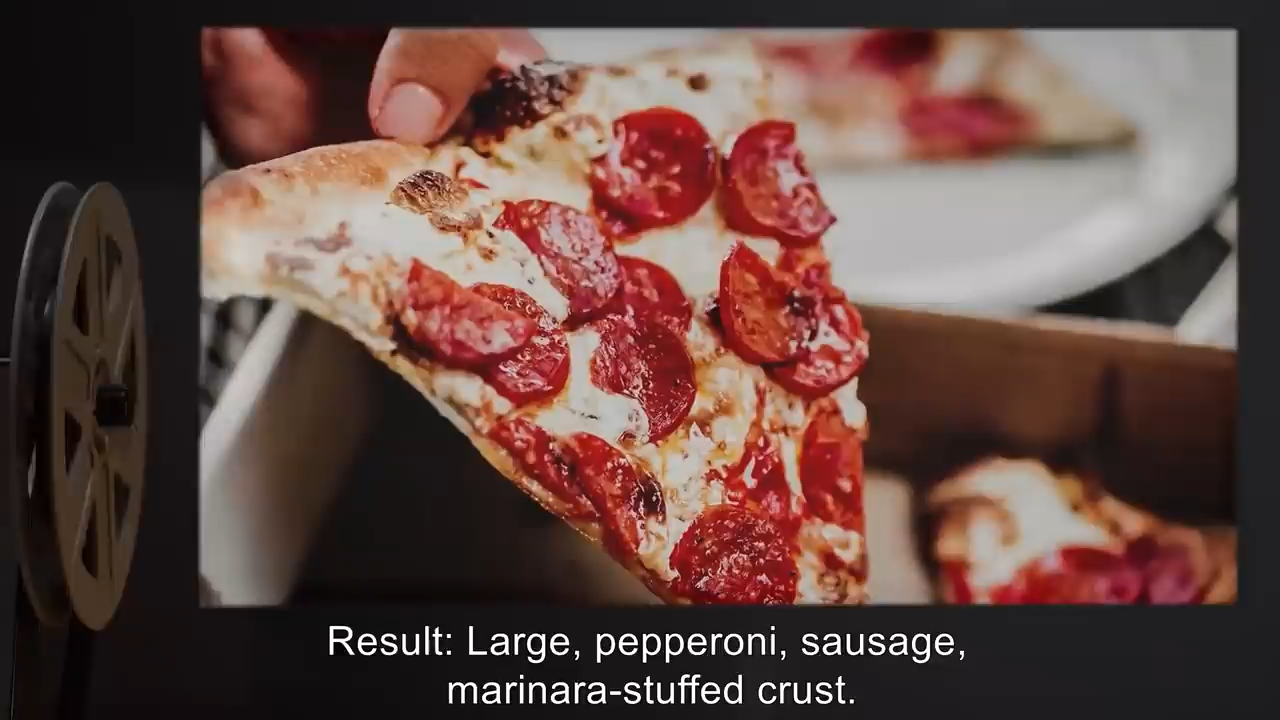 Result: Large, pepperoni, sausage,
marinara-stuffed crust.